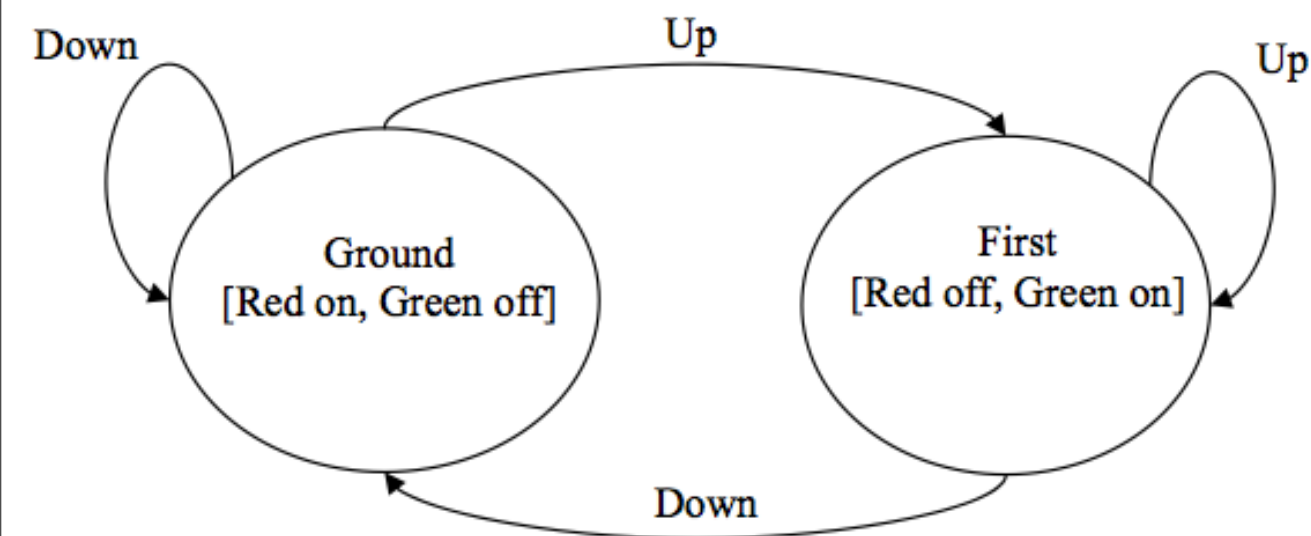 Down
Up
Up
Ground
[Red on, Green off]
First
[Red off, Green on]
Down